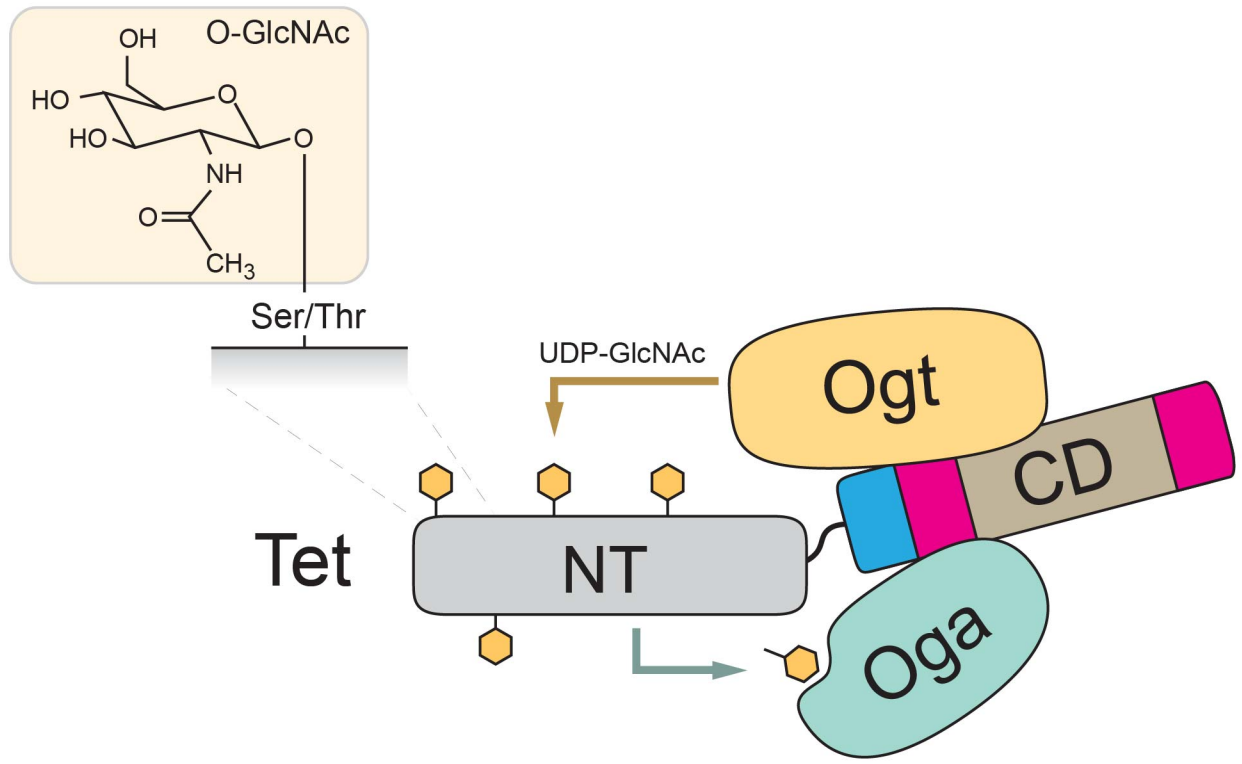 OH
O-GlcNAc
HO
O
HO
O
NH
O
CH3
Ser/Thr
UDP-GlcNAc
Ogt
CD
Tet
NT
Oga